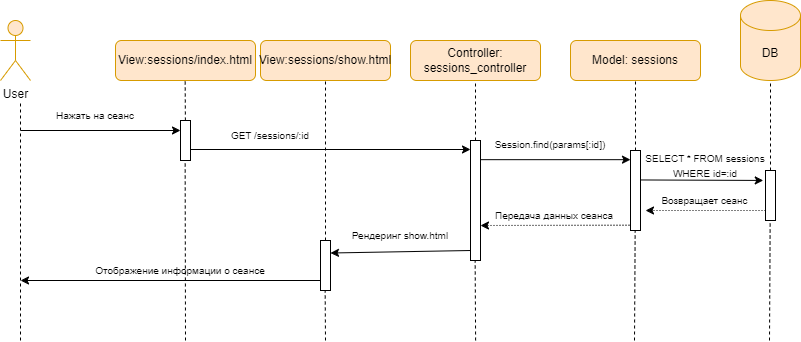 User
View:sessions/index.html
View:sessions/show.html
Controller:
sessions_controller
Model: sessions
DB
Нажать на сеанс
GET /sessions/:id
Session.find(params[:id])
SELECT * FROM sessions
WHERE id=:id
Возвращает сеанс
Передача данных сеанса
Рендеринг show.html
Отображение информации о сеансе